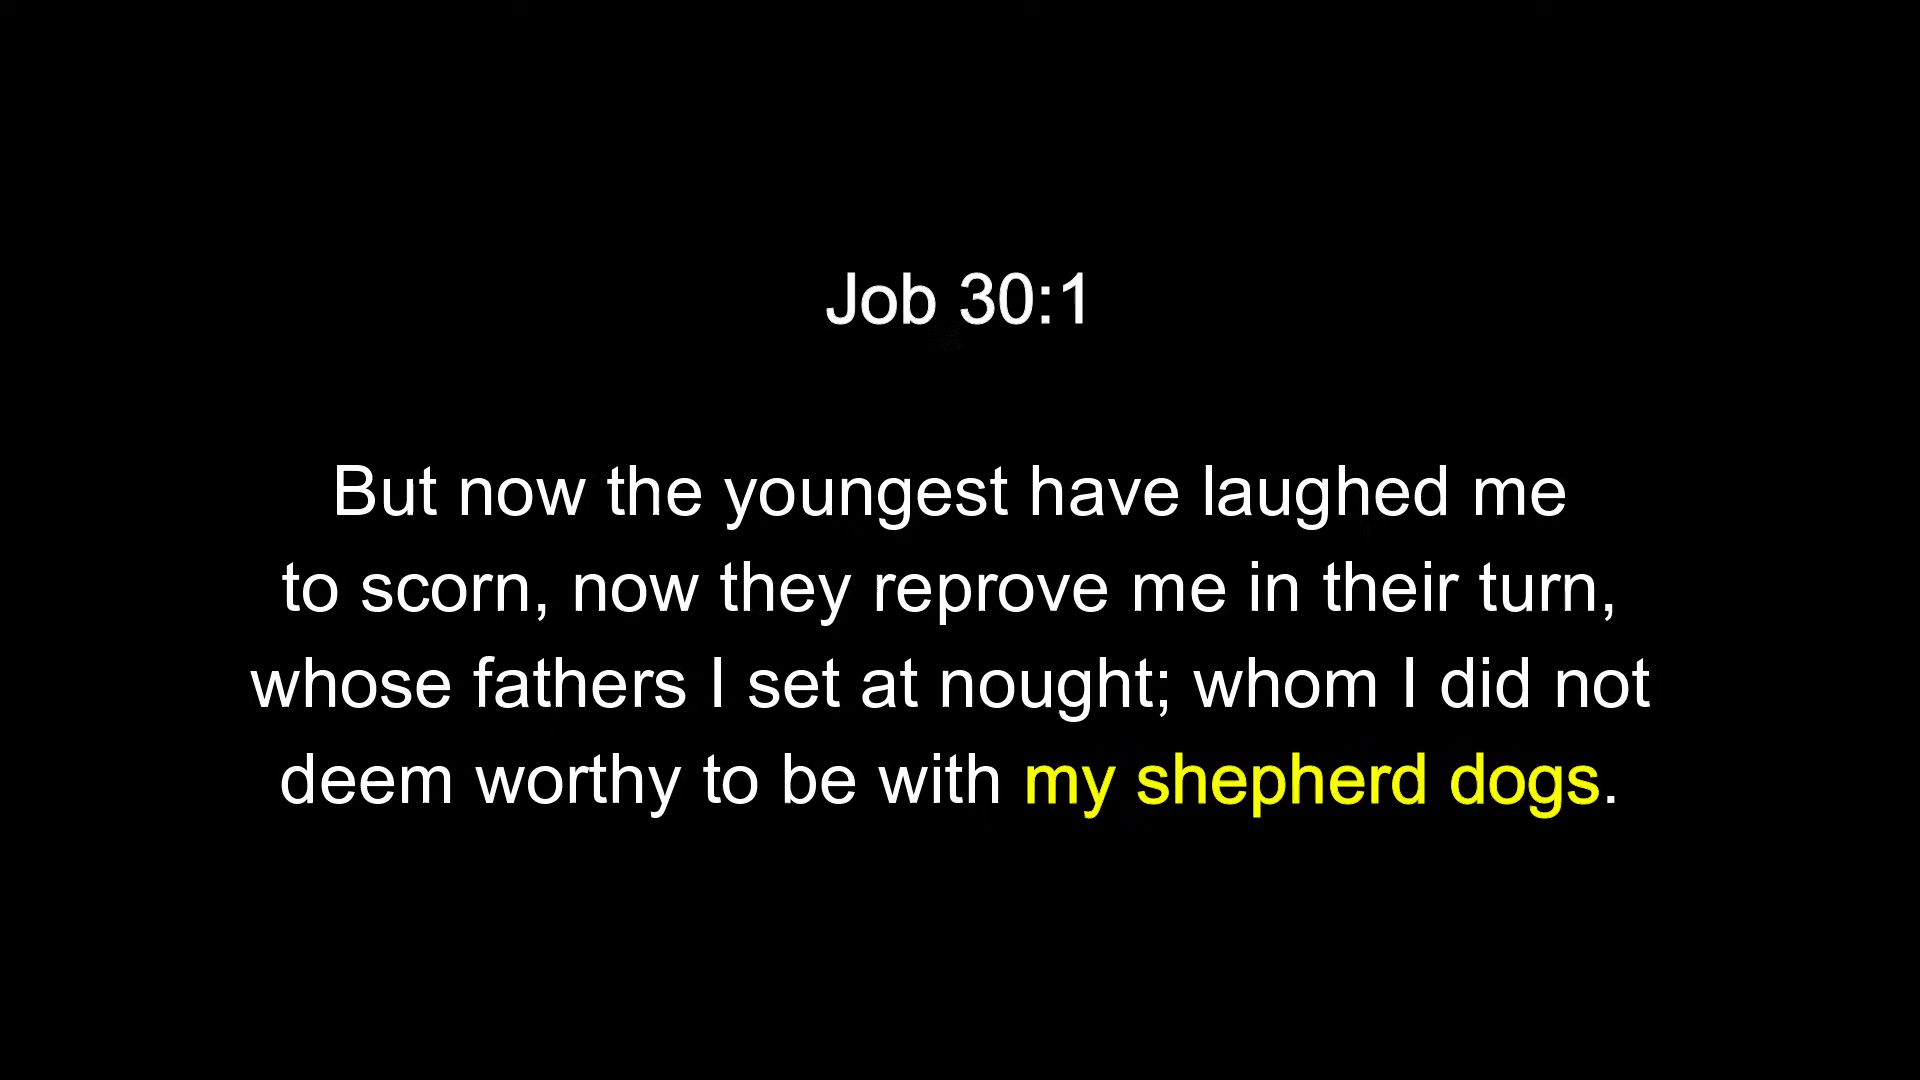 Job 30:1
But now the youngest have laughed me
to scorn, now they reprove me in their turn,
whose fathers I set at nought; whom I did not
deem worthy to be with my shepherd dogs.